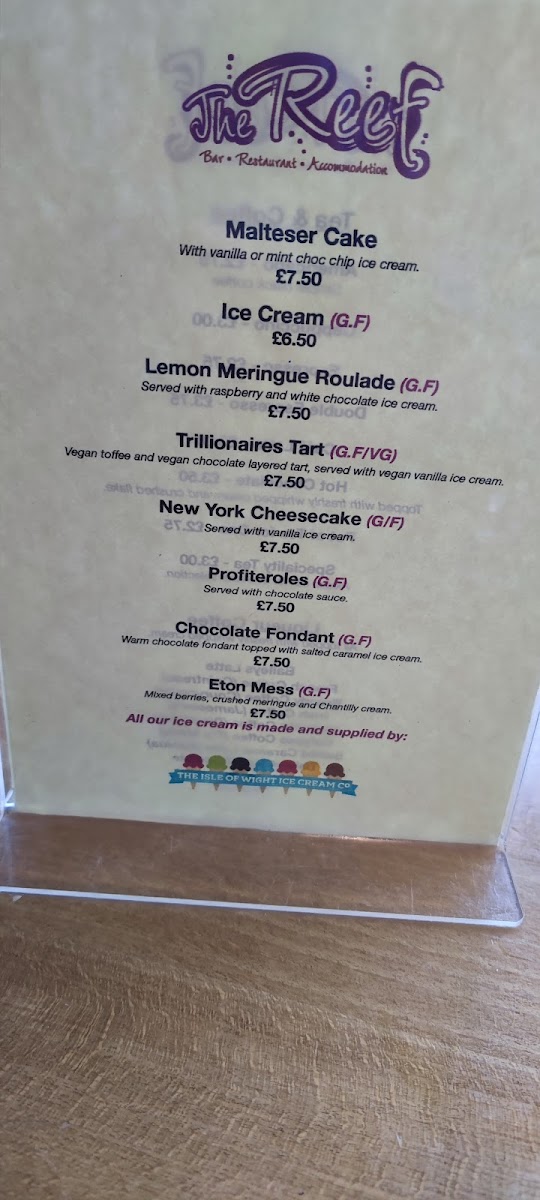 The Reef
Bar • Restaurant • Accommodation
Malteser Cake
With vanilla or mint choc chip ice cream.
£7.50
Ice Cream (G.F)
£6.50
Lemon Meringue Roulade (G.F)
Served with raspberry and white chocolate ice cream.
£7.50
Trillionaires Tart (G.F/VG)
Vegan toffee and vegan chocolate layered tart, served with vegan vanilla ice cream.
£7.50
New York Cheesecake (G/F)
Served with vanilla ice cream.
£7.50
Profiteroles (G.F)
Served with chocolate sauce.
£7.50
Chocolate Fondant (G.F)
Warm chocolate fondant topped with salted caramel ice cream.
£7.50
Eton Mess (G.F)
Mixed berries, crushed meringue and Chantilly cream.
£7.50
All our ice cream is made and supplied by:
THE ISLE OF WIGHT ICE CREAM CO